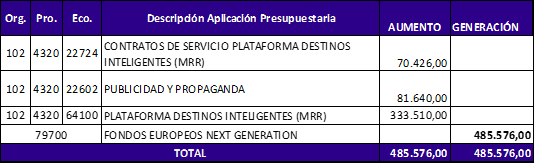 Org. Pro. Eco. Descripdón Aplicación Presupuestaria AUMENTO GENERACIÓN
102 4320 22724 CONTRATOS DE SERVICIO PLATAFORMA DESTINOS
INTELIGENTES (MRR) 70.426,00
102 4320 22602 PUBLICIDAD Y PROPAGANDA 81.640,00
102 4320 64100 PLATAFORMA DESTINOS INTELIGENTES (MRR) 333.510,00
79700 FONDOS EUROPEOS NEXT GENERATION 485.576,00
TOTAL 485.576,00 485.576,00